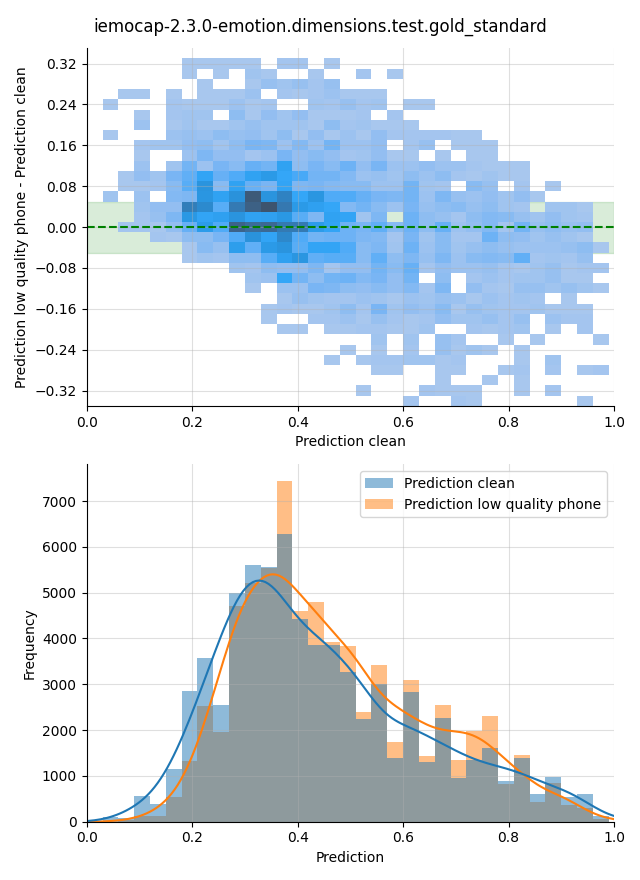 iemocap-2.3.0-emotion.dimensions.test.gold_standard
Prediction low quality phone - Prediction clean
0.32
0.24
0.16
0.08
0.00
−0.08
−0.16
−0.24
−0.32
0.0 0.2 0.4 0.6 0.8 1.0
Prediction clean
Frequency
7000
6000
5000
4000
3000
2000
1000
0
Prediction clean
Prediction low quality phone
0.0 0.2 0.4 0.6 0.8 1.0
Prediction